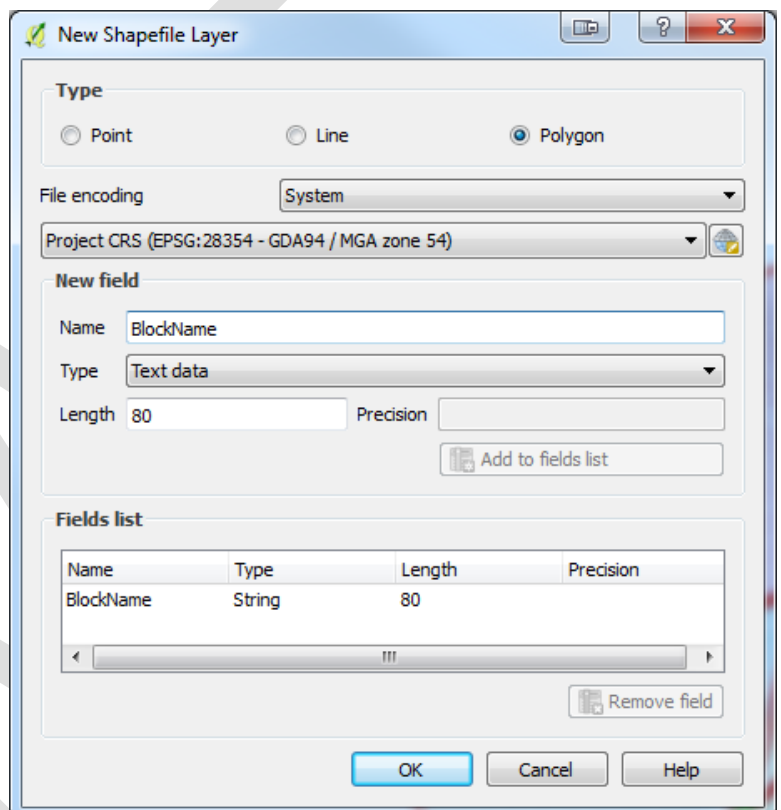 New Shapefile Layer
Type
Point Line Polygon
File encoding System
Project CRS (EPSG:28354 - GDA94 / MGA zone 54)
New field
Name BlockName
Type Text data
Length 80 Precision
Add to fields list
Fields list
Name Type Length Precision
BlockName String 80
Remove field
OK Cancel Help